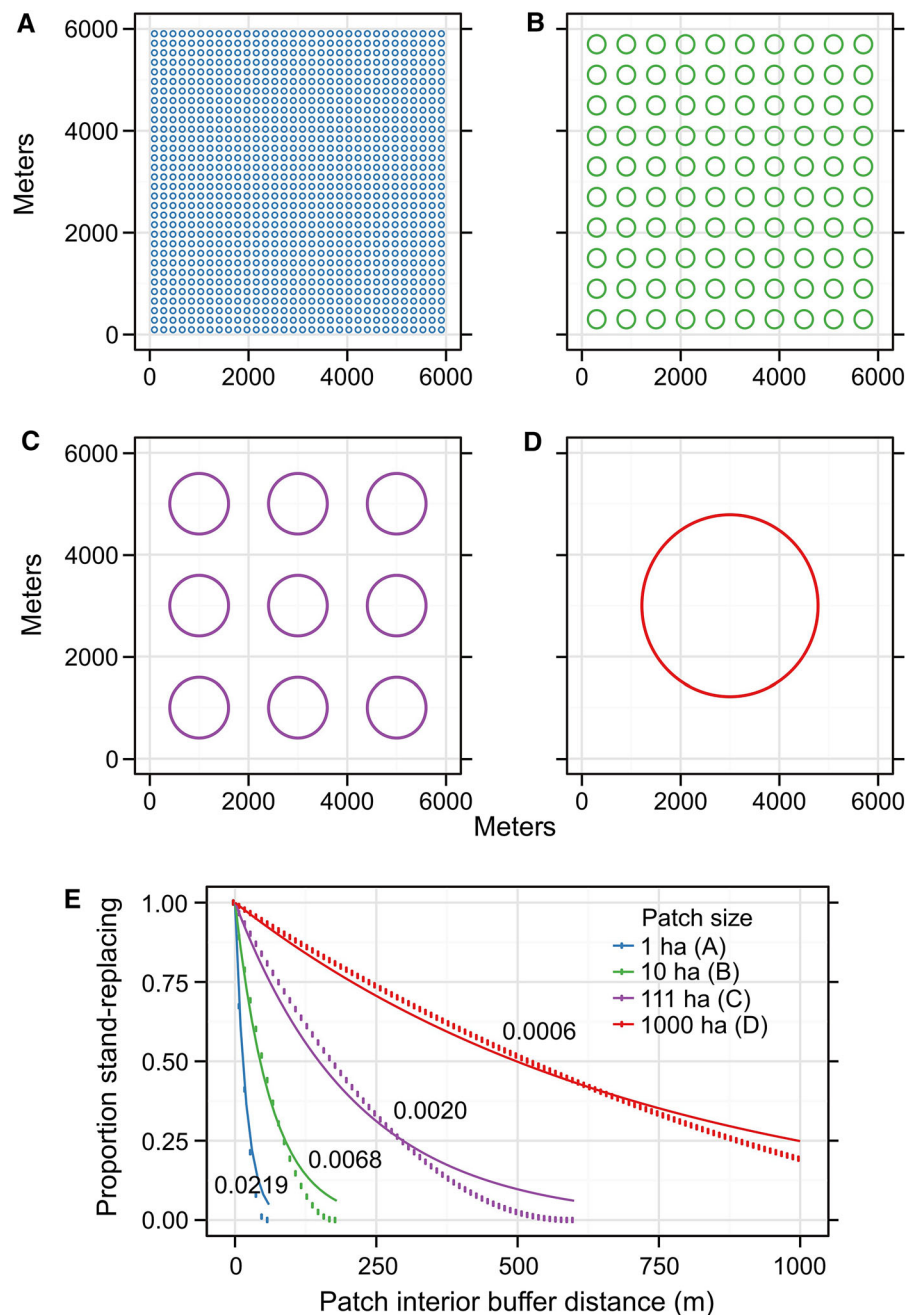 A
B
6000
4000
2000
0
Meters
0 2000 4000 6000
0 2000 4000 6000
C
D
6000
4000
2000
0
Meters
0 2000 4000 6000
0 2000 4000 6000
Meters
E
1.00
0.75
0.50
0.25
0.00
Proportion stand-replacing
Patch size
1 ha (A)
10 ha (B)
111 ha (C)
1000 ha (D)
0.0006
0.0020
0.0068
0.0219
0 250 500 750 1000
Patch interior buffer distance (m)